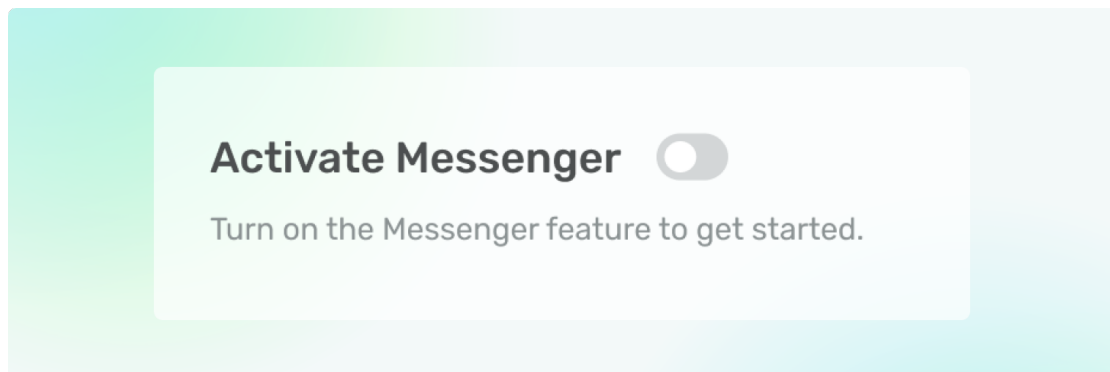 Activate Messenger
Turn on the Messenger feature to get started.